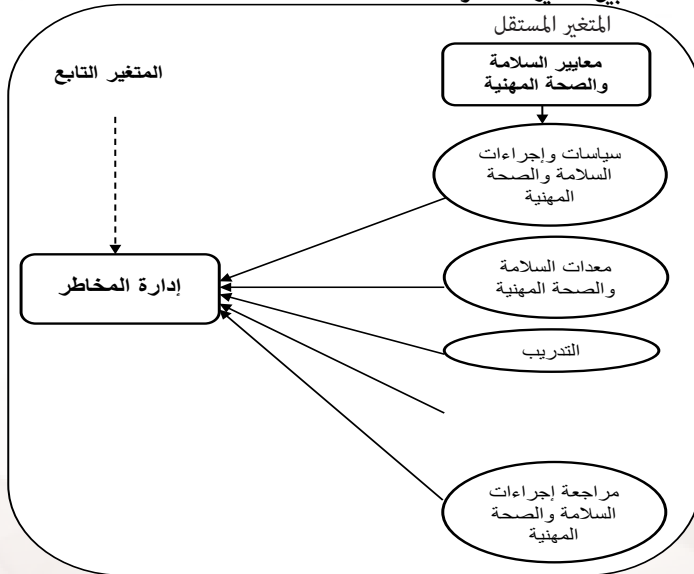 المتغير المستقل
معايير السلامة
والصحة المهنية
المتغير التابع
سياسات وإجراءات
السلامة والصحة
المهنية
معدات السلامة
والصحة المهنية
إدارة المخاطر
التدريب
مراجعة إجراءات
السلامة والصحة
المهنية